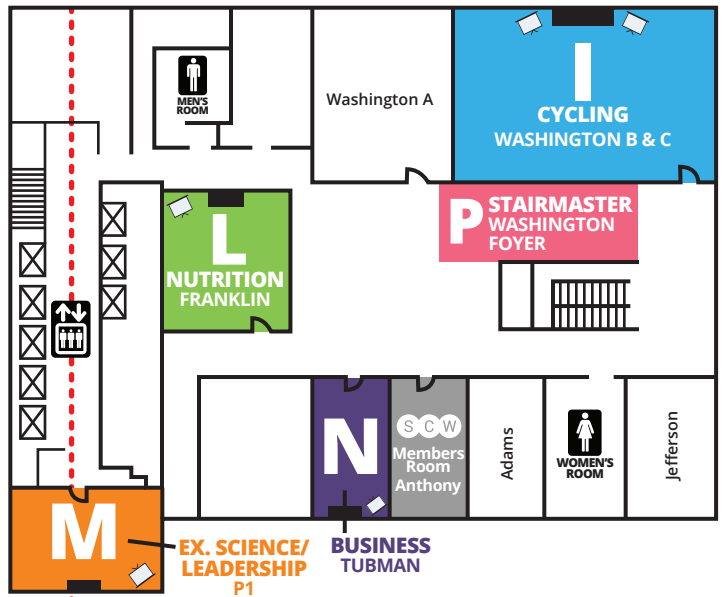 MEN'S
ROOM
Washington A
I
CYCLING
WASHINGTON B & C
P
STAIRMASTER
WASHINGTON
FOYER
L
NUTRITION
FRANKLIN
N
SCW
Members
Room
Anthony
Adams
WOMEN'S
ROOM
Jefferson
M
EX. SCIENCE/
LEADERSHIP
P1
BUSINESS
TUBMAN